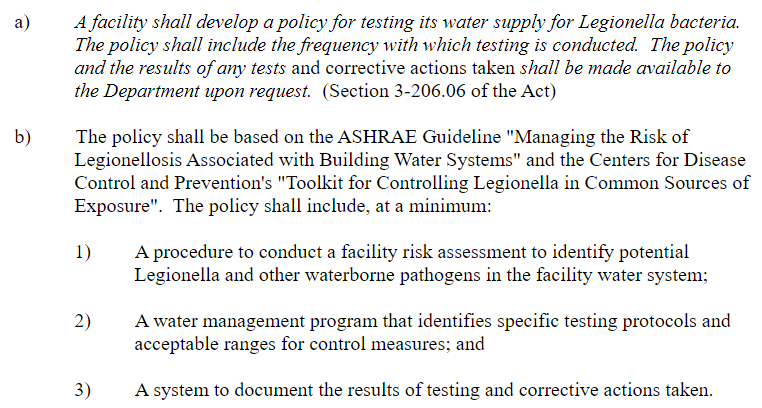 a) A facility shall develop a policy for testing its water supply for Legionella bacteria.
The policy shall include the frequency with which testing is conducted.  The policy
and the results of any tests and corrective actions taken shall be made available to
the Department upon request.  (Section 3-206.06 of the Act)
b) The policy shall be based on the ASHRAE Guideline "Managing the Risk of
Legionellosis Associated with Building Water Systems" and the Centers for Disease
Control and Prevention's "Toolkit for Controlling Legionella in Common Sources of
Exposure".  The policy shall include, at a minimum:
1) A procedure to conduct a facility risk assessment to identify potential
Legionella and other waterborne pathogens in the facility water system;
2) A water management program that identifies specific testing protocols and
acceptable ranges for control measures; and
3) A system to document the results of testing and corrective actions taken.